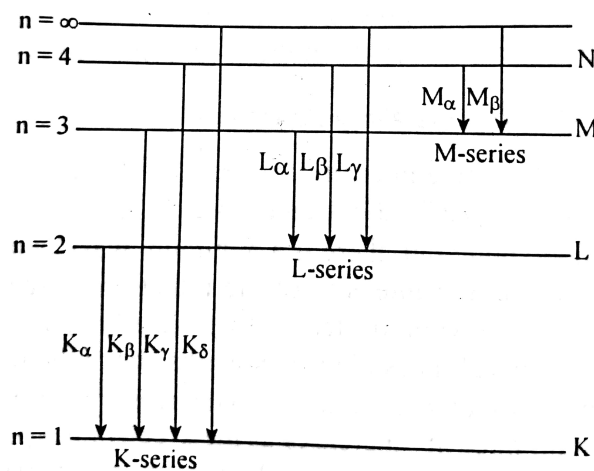 n = ∞
n = 4 N
n = 3 M
Mα Mβ
M-series
Lα Lβ Lγ
n = 2 L
L-series
Kα Kβ Kγ Kδ
n = 1 K
K-series